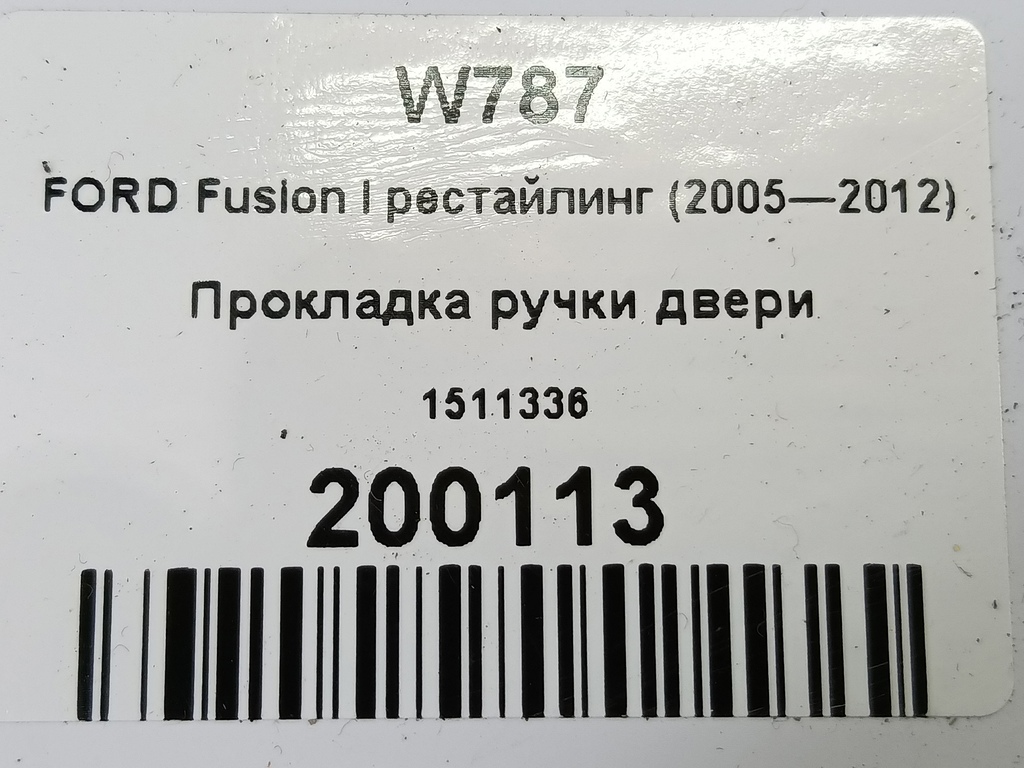 W787
FORD Fusion I рестайлинг (2005—2012)
Прокладка ручки двери
1511336
200113